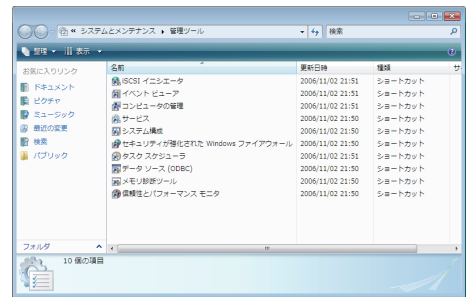 « システムとメンテナンス ▸ 管理ツール
検索
整理 表示
お気に入りリンク
ドキュメント
ピクチャ
ミュージック
最近の変更
検索
パブリック
フォルダ
名前 更新日時 種類 サ
iSCSI イニシエータ 2006/11/02 21:51 ショートカット
イベント ビューア 2006/11/02 21:51 ショートカット
コンピュータの管理 2006/11/02 21:51 ショートカット
サービス 2006/11/02 21:50 ショートカット
システム構成 2006/11/02 21:50 ショートカット
セキュリティが強化された Windows ファイアウォール 2006/11/02 21:50 ショートカット
タスク スケジューラ 2006/11/02 21:51 ショートカット
データ ソース (ODBC) 2006/11/02 21:50 ショートカット
メモリ診断ツール 2006/11/02 21:50 ショートカット
信頼性とパフォーマンス モニタ 2006/11/02 21:50 ショートカット
10 個の項目